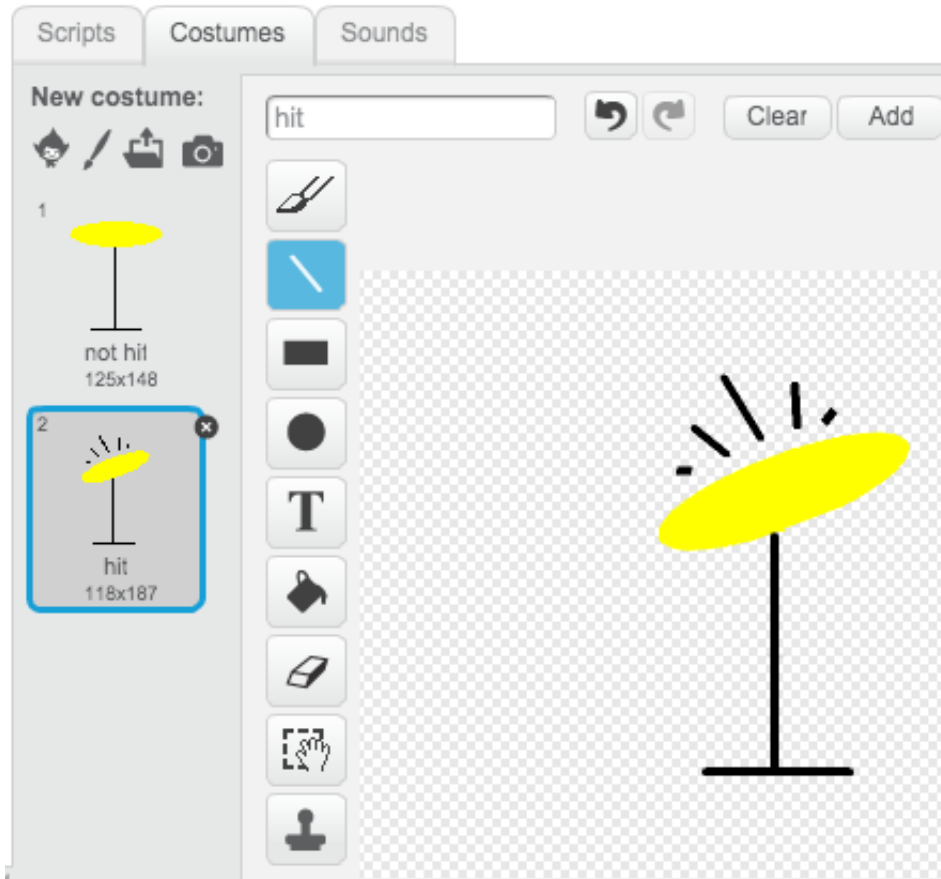 Scripts Costumes Sounds
New costume:
hit
Clear Add
1
not hit
125x148
2
hit
118x187
T